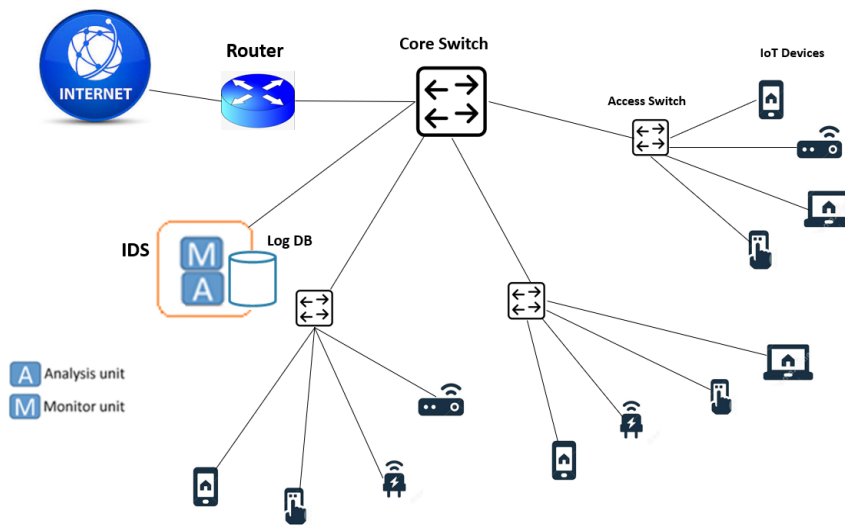 INTERNET
Router
Core Switch
IoT Devices
Access Switch
IDS
Log DB
M
A
A Analysis unit
M Monitor unit